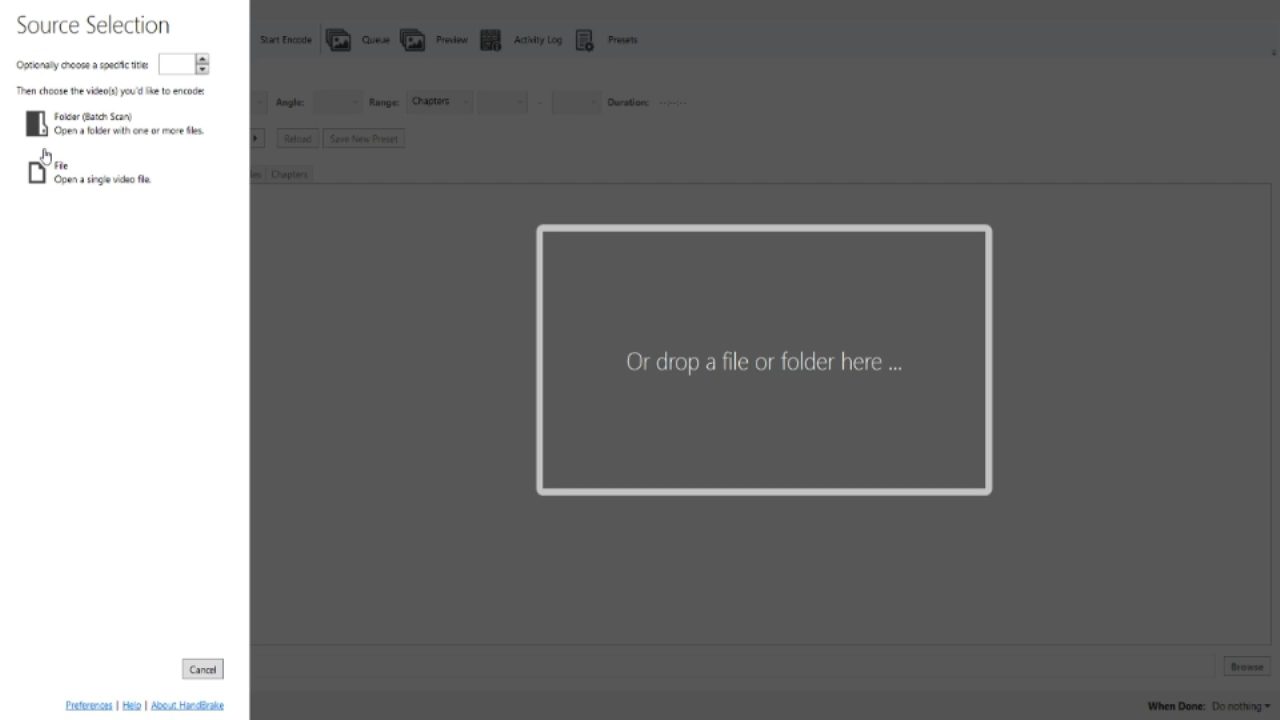 Source Selection
Start Encode Queue Preview Activity Log Presets
Optionally choose a specific title:
Then choose the video(s) you'd like to encode:
Angle: Range: Chapters - Duration: --:--:--
Folder (Batch Scan)
Open a folder with one or more files.
Reload Save New Preset
File
Open a single video file.
Chapters
Or drop a file or folder here ...
Cancel
Browse
Preferences | Help | About HandBrake
When Done: Do nothing